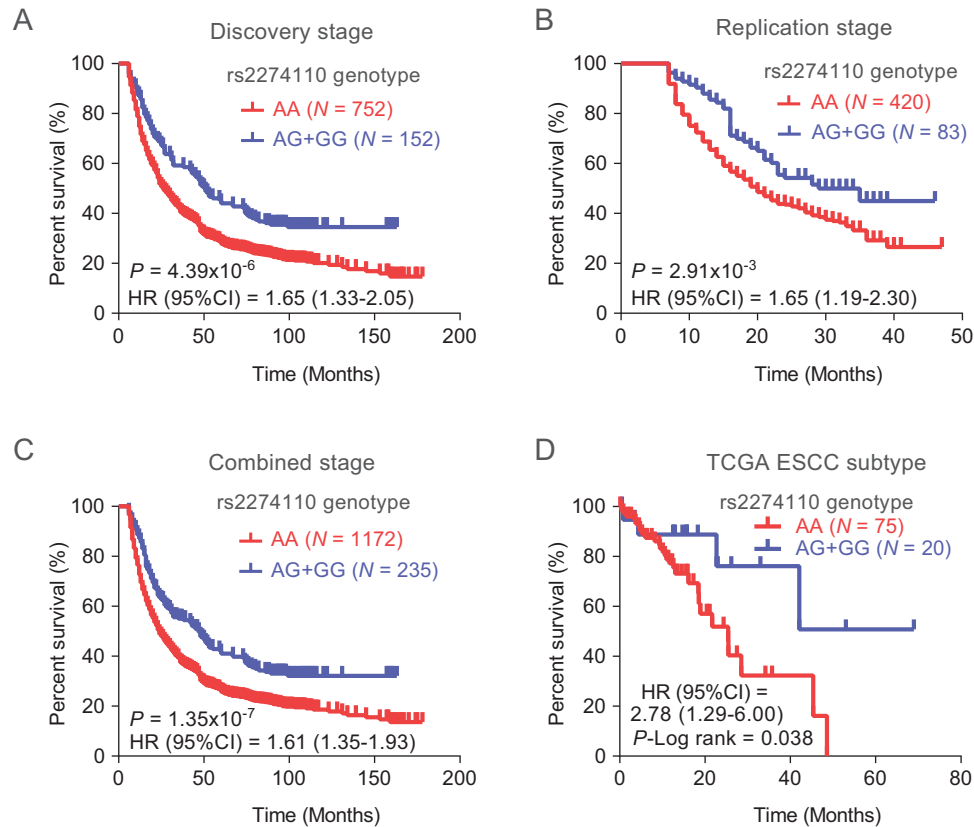 A
Discovery stage
rs2274110 genotype
AA (N = 752)
AG+GG (N = 152)
Percent survival (%)
100
80
60
40
20
0
P = 4.39x10⁻⁶
HR (95%CI) = 1.65 (1.33-2.05)
0 50 100 150 200
Time (Months)
B
Replication stage
rs2274110 genotype
AA (N = 420)
AG+GG (N = 83)
Percent survival (%)
100
80
60
40
20
0
P = 2.91x10⁻³
HR (95%CI) = 1.65 (1.19-2.30)
0 10 20 30 40 50
Time (Months)
C
Combined stage
rs2274110 genotype
AA (N = 1172)
AG+GG (N = 235)
Percent survival (%)
100
80
60
40
20
0
P = 1.35x10⁻⁷
HR (95%CI) = 1.61 (1.35-1.93)
0 50 100 150 200
Time (Months)
D
TCGA ESCC subtype
rs2274110 genotype
AA (N = 75)
AG+GG (N = 20)
Percent survival (%)
100
80
60
40
20
0
HR (95%CI) =
2.78 (1.29-6.00)
P-Log rank = 0.038
0 20 40 60 80
Time (Months)